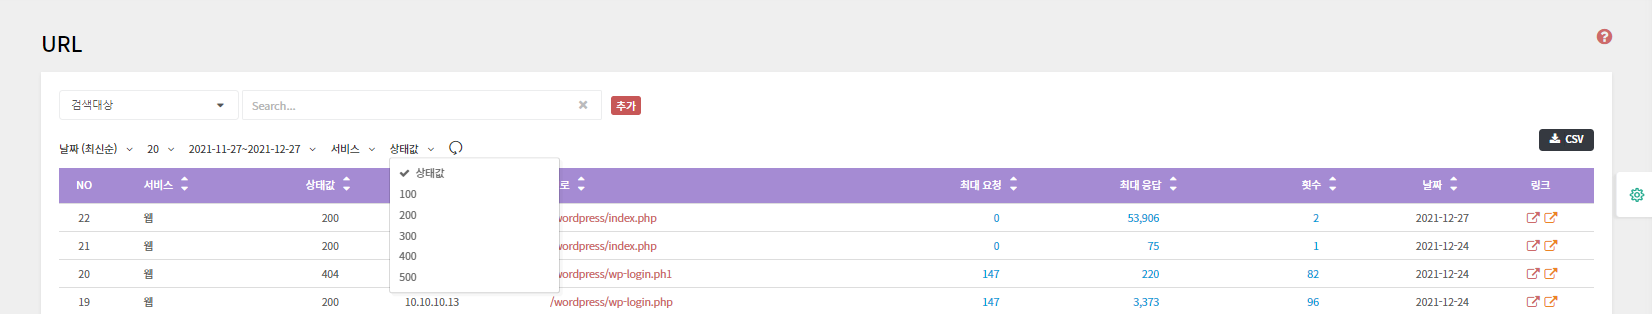 URL
검색대상 Search... 추가
CSV
날짜 (최신순) 20 2021-11-27~2021-12-27 서비스 상태값
상태값
100
200
300
400
500
NO 서비스 상태값 로 최대 요청 최대 응답 횟수 날짜 링크
22 웹 200 wordpress/index.php 0 53,906 2 2021-12-27
21 웹 200 wordpress/index.php 0 75 1 2021-12-24
20 웹 404 wordpress/wp-login.ph1 147 220 82 2021-12-24
19 웹 200 10.10.10.13 /wordpress/wp-login.php 147 3,373 96 2021-12-24